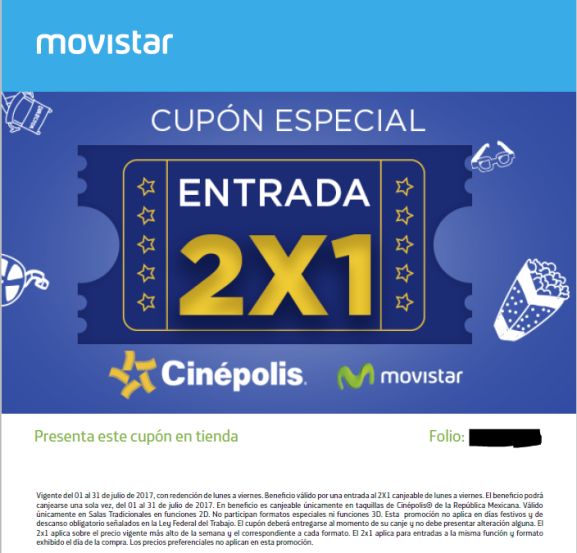 movistar
CUPÓN ESPECIAL
ENTRADA
2X1
Cinépolis.
movistar
Presenta este cupón en tienda
Folio:
Vigente del 01 al 31 de julio de 2017, con redención de lunes a viernes. Beneficio válido por una entrada al 2X1 canjeable de lunes a viernes. El beneficio podrá
canjearse una sola vez, del 01 al 31 de julio de 2017. En beneficio es canjeable únicamente en taquillas de Cinépolis® de la República Mexicana. Válido
únicamente en Salas Tradicionales en funciones 2D. No participan formatos especiales ni funciones 3D. Esta promoción no aplica en días festivos y de
descanso obligatorio señalados en la Ley Federal del Trabajo. El cupón deberá entregarse al momento de su canje y no debe presentar alteración alguna. El
2x1 aplica sobre el precio vigente más alto de la semana y el correspondiente a cada formato. El 2x1 aplica para entradas a la misma función y formato
exhibido el día de la compra. Los precios preferenciales no aplican en esta promoción.